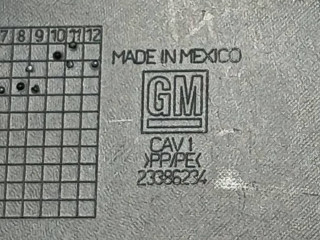 7 8 9 10 11 12
MADE IN MEXICO
GM
CAV 1
>PP/PE<
23386234